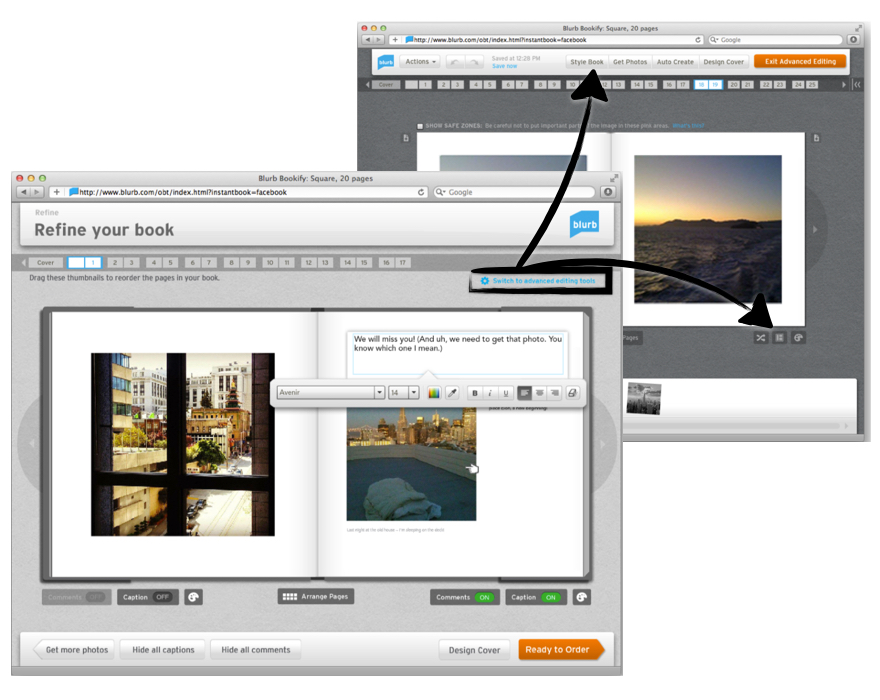 Blurb Bookify: Square, 20 pages
http://www.blurb.com/obt/index.html?instantbook=facebook
Google
blurb
Actions
Saved at 12:28 PM
Save now
Style Book
Get Photos
Auto Create
Design Cover
Exit Advanced Editing
Cover 1 2 3 4 5 6 7 8 9 10 11 12 13 14 15 16 17 18 19 20 21 22 23 24 25
SHOW SAFE ZONES: Be careful not to put important parts of the image in these pink areas.
Pages
Blurb Bookify: Square, 20 pages
http://www.blurb.com/obt/index.html?instantbook=facebook
Google
Refine
Refine your book
blurb
Cover 1 2 3 4 5 6 7 8 9 10 11 12 13 14 15 16 17
Drag these thumbnails to reorder the pages in your book.
Switch to advanced editing tools
We will miss you! (And uh, we need to get that photo. You
know which one I mean.)
Avenir 14 B i U
Last night at the old house – I'm sleeping on the deck!
Comments OFF
Caption OFF
Arrange Pages
Comments ON
Caption ON
Get more photos
Hide all captions
Hide all comments
Design Cover
Ready to Order